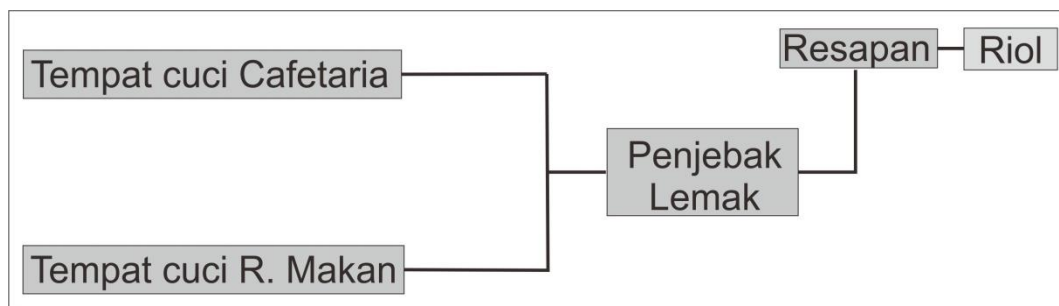 Tempat cuci Cafetaria
Resapan
Riol
Penjebak
Lemak
Tempat cuci R. Makan